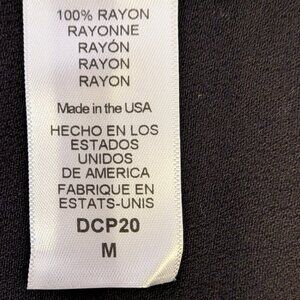 100% RAYON
RAYONNE
RAYÓN
RAYON
RAYON
Made in the USA
HECHO EN LOS
ESTADOS
UNIDOS
DE AMERICA
FABRIQUE EN
ESTATS-UNIS
DCP20
M